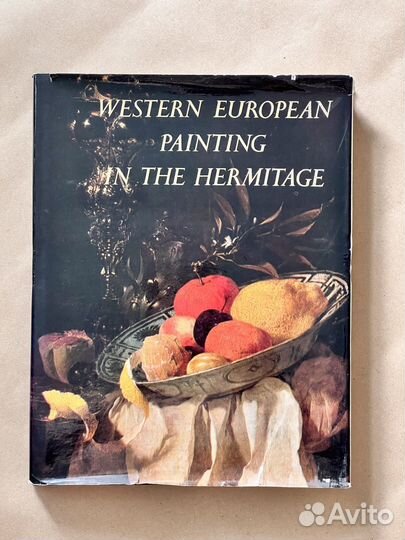 WESTERN EUROPEAN
PAINTING
IN THE HERMITAGE
Avito